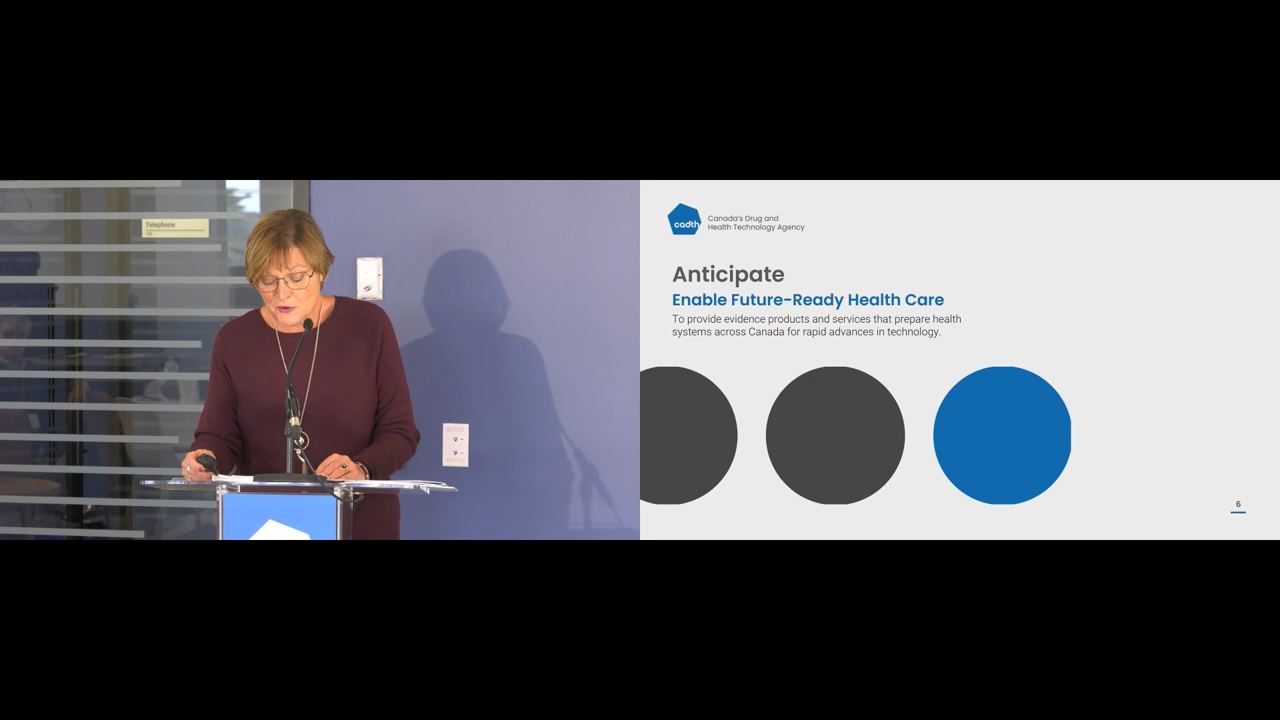 Telephone
cadth
Canada's Drug and
Health Technology Agency
Anticipate
Enable Future-Ready Health Care
To provide evidence products and services that prepare health
systems across Canada for rapid advances in technology.
6